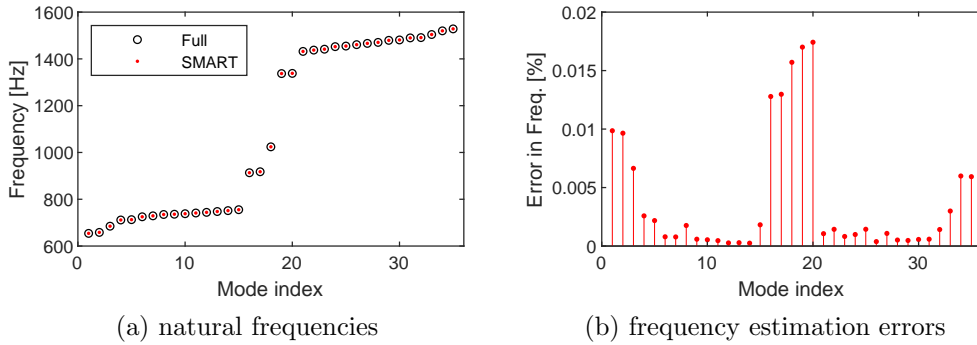 1600
1400
1200
1000
800
600
0
10
20
30
Frequency [Hz]
Mode index
Full
SMART
(a) natural frequencies
0.02
0.015
0.01
0.005
0
0
10
20
30
Error in Freq. [%]
Mode index
(b) frequency estimation errors